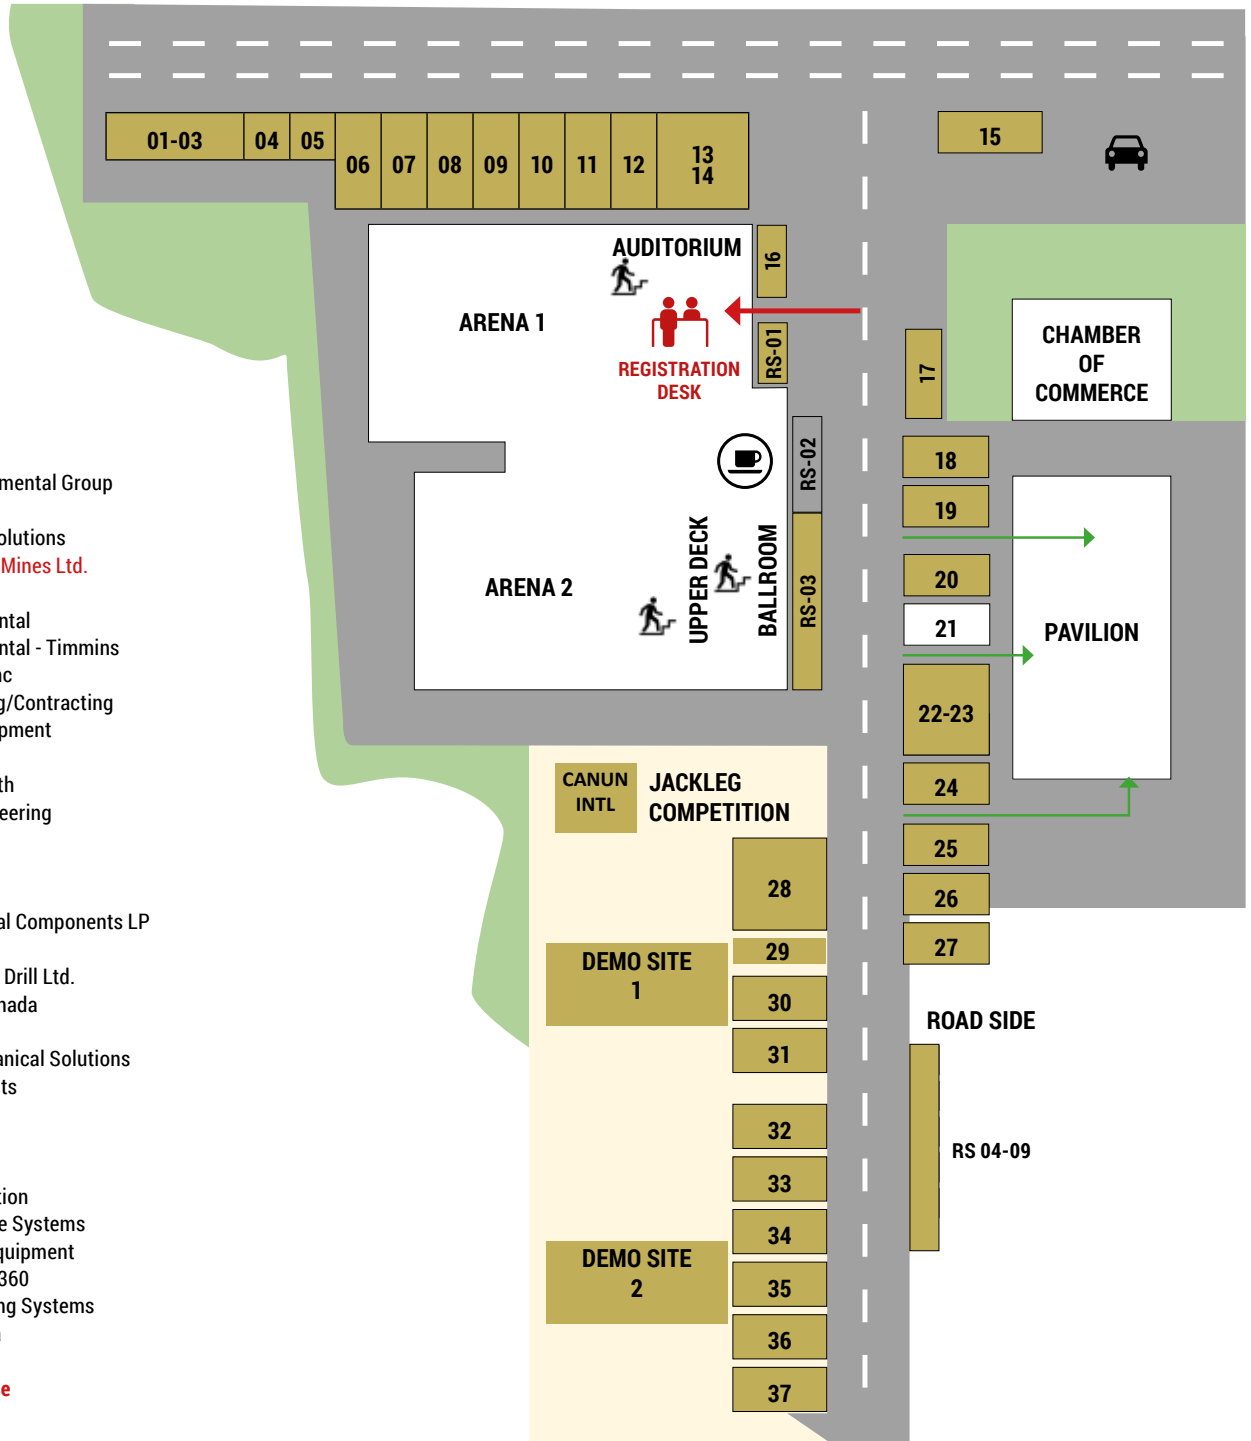 01-03
04
05
06
07
08
09
10
11
12
13
14
15
AUDITORIUM
16
ARENA 1
REGISTRATION
DESK
RS-01
17
CHAMBER
OF
COMMERCE
RS-02
18
19
20
21
22-23
24
25
26
27
PAVILION
ARENA 2
UPPER DECK
BALLROOM
RS-03
mental Group
olutions
Mines Ltd.
ntal
ntal - Timmins
nc
g/Contracting
pment
th
eering
al Components LP
Drill Ltd.
nada
anical Solutions
ts
tion
e Systems
quipment
360
ng Systems
e
CANUN
INTL
JACKLEG
COMPETITION
28
29
DEMO SITE
1
30
31
32
33
34
DEMO SITE
2
35
36
37
ROAD SIDE
RS 04-09